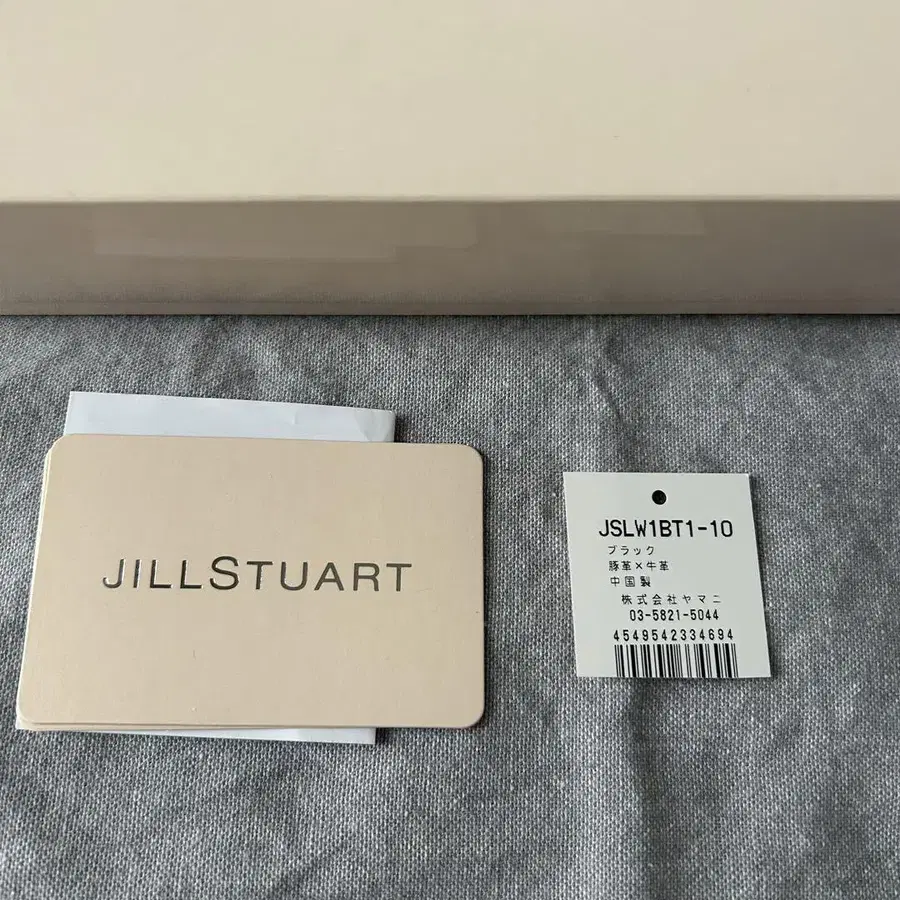 JILLSTUART
JSLW1BT1-10
ブラック
豚革×牛革
中国製
株式会社ヤマニ
03-5821-5044
4549542334694